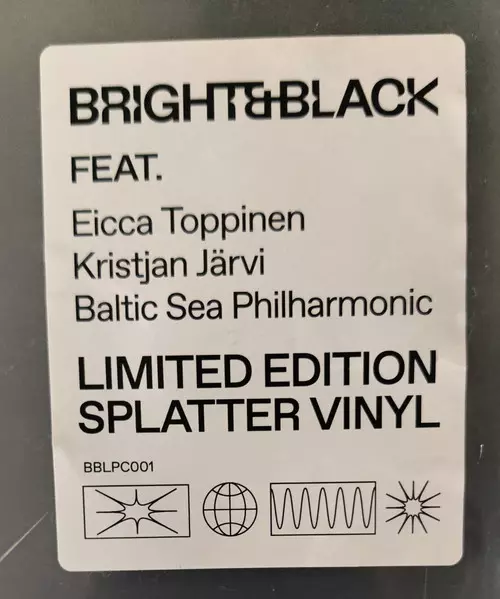 BRIGHT&BLACK
FEAT.
Eicca Toppinen
Kristjan Järvi
Baltic Sea Philharmonic
LIMITED EDITION
SPLATTER VINYL
BBLPC001